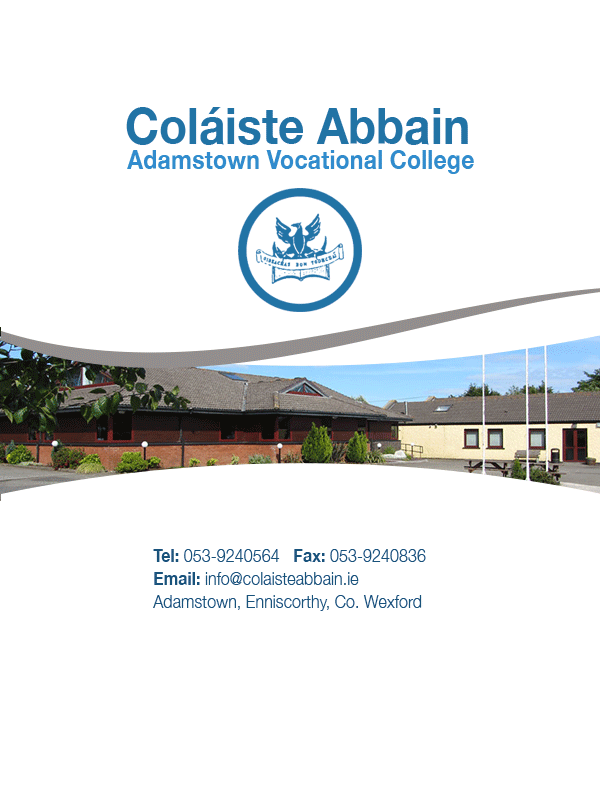 Coláiste Abbain
Adamstown Vocational College
Tel: 053-9240564 Fax: 053-9240836
Email: info@colaisteabbain.ie
Adamstown, Enniscorthy, Co. Wexford